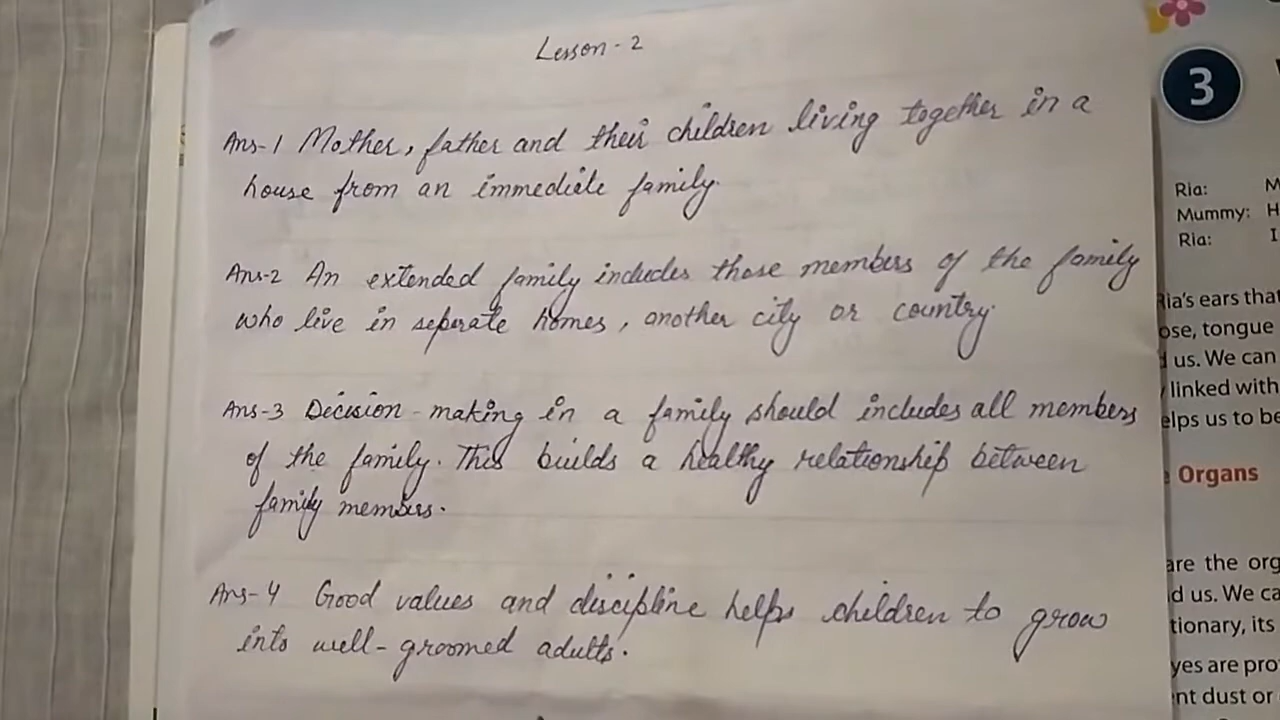 Lesson - 2
Ans-1 Mother, father and their children living together in a
house from an immediate family.
Ans-2 An extended family includes those members of the family
who live in seperate homes, another city or country.
Ans-3 Decision - making in a family should includes all members
of the family. This builds a healthy relationship between
family members.
Ans-4 Good values and discipline helps children to grow
into well-groomed adults.
3
Ria:
Mummy:
Ria: I
Ria's ears that
ose, tongue
us. We can
linked with
elps us to be
Organs
are the org
d us. We ca
tionary, its
yes are pro
nt dust or